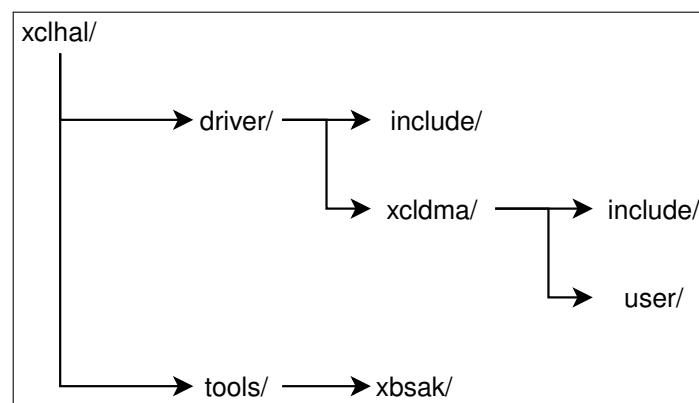 xclhal/
driver/ include/
xcldma/ include/
user/
tools/ xbsak/